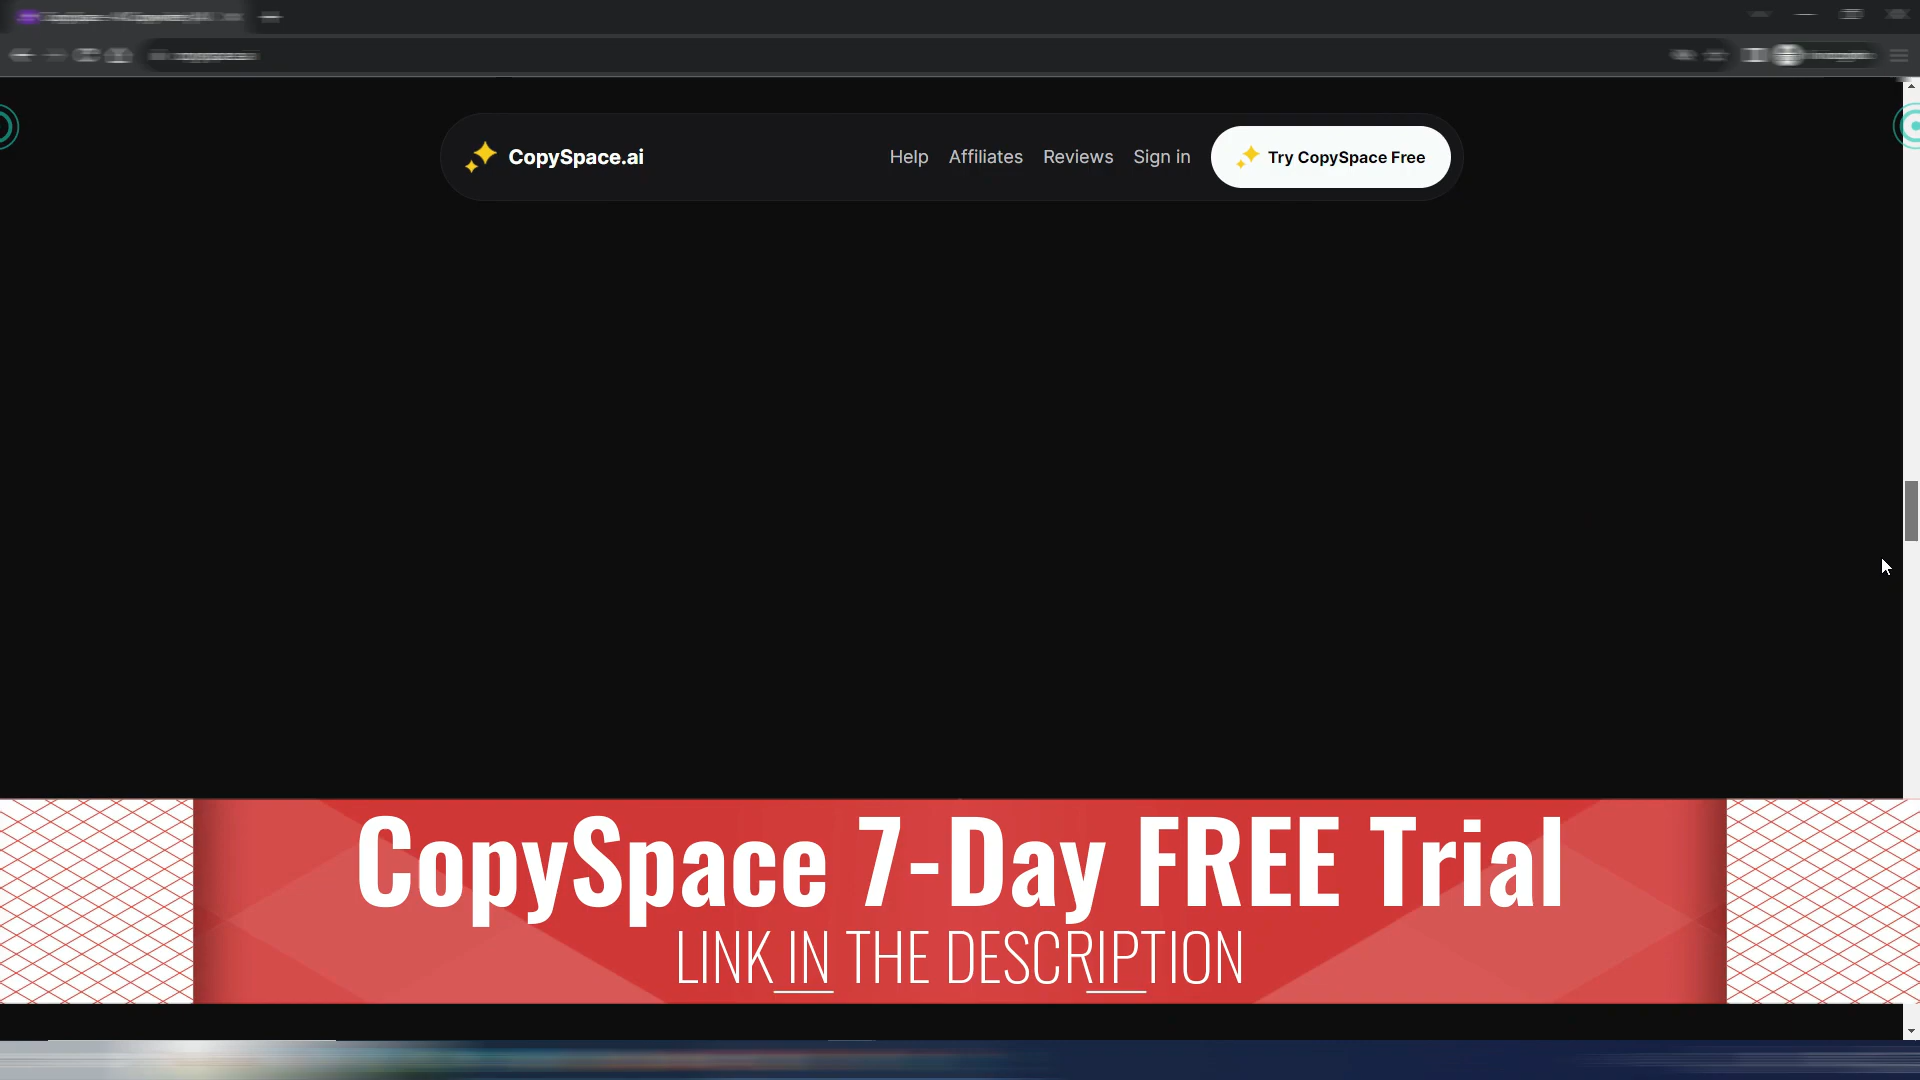 CopySpace.ai
Help
Affiliates
Reviews
Sign in
Try CopySpace Free
CopySpace 7-Day FREE Trial
LINK IN THE DESCRIPTION